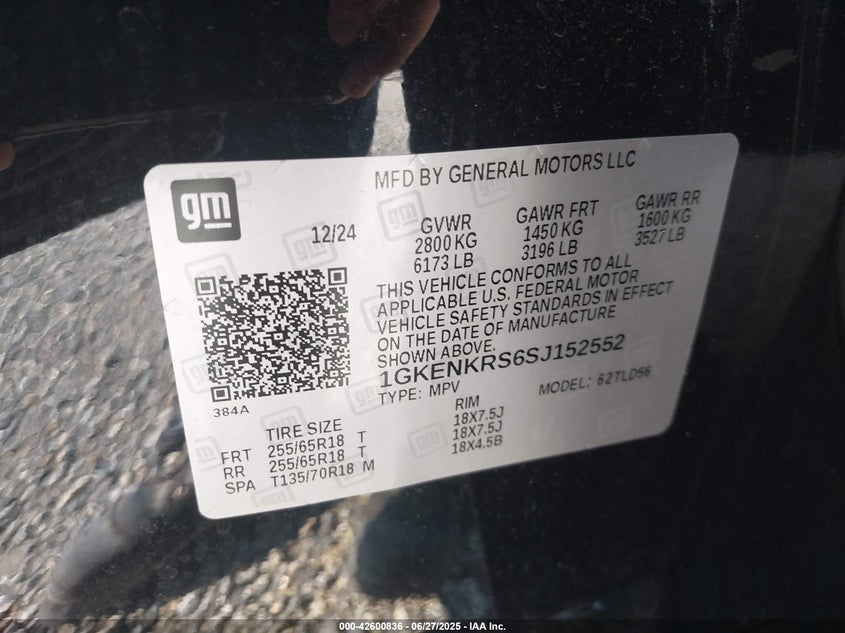 gm
MFD BY GENERAL MOTORS LLC
12/24
GVWR
2800 KG
6173 LB
GAWR FRT
1450 KG
3196 LB
GAWR RR
1600 KG
3527 LB
THIS VEHICLE CONFORMS TO ALL
APPLICABLE U.S. FEDERAL MOTOR
VEHICLE SAFETY STANDARDS IN EFFECT
ON THE DATE OF MANUFACTURE
SHOWN ABOVE.
1GKENKRS6SJ152552
TYPE: MPV
MODEL: 62TLD56
384A
TIRE SIZE
RIM
FRT 255/65R18 T 18X7.5J
RR 255/65R18 T 18X7.5J
SPA T135/70R18 M 18X4.5B
000-42600836 - 06/27/2025 - IAA Inc.